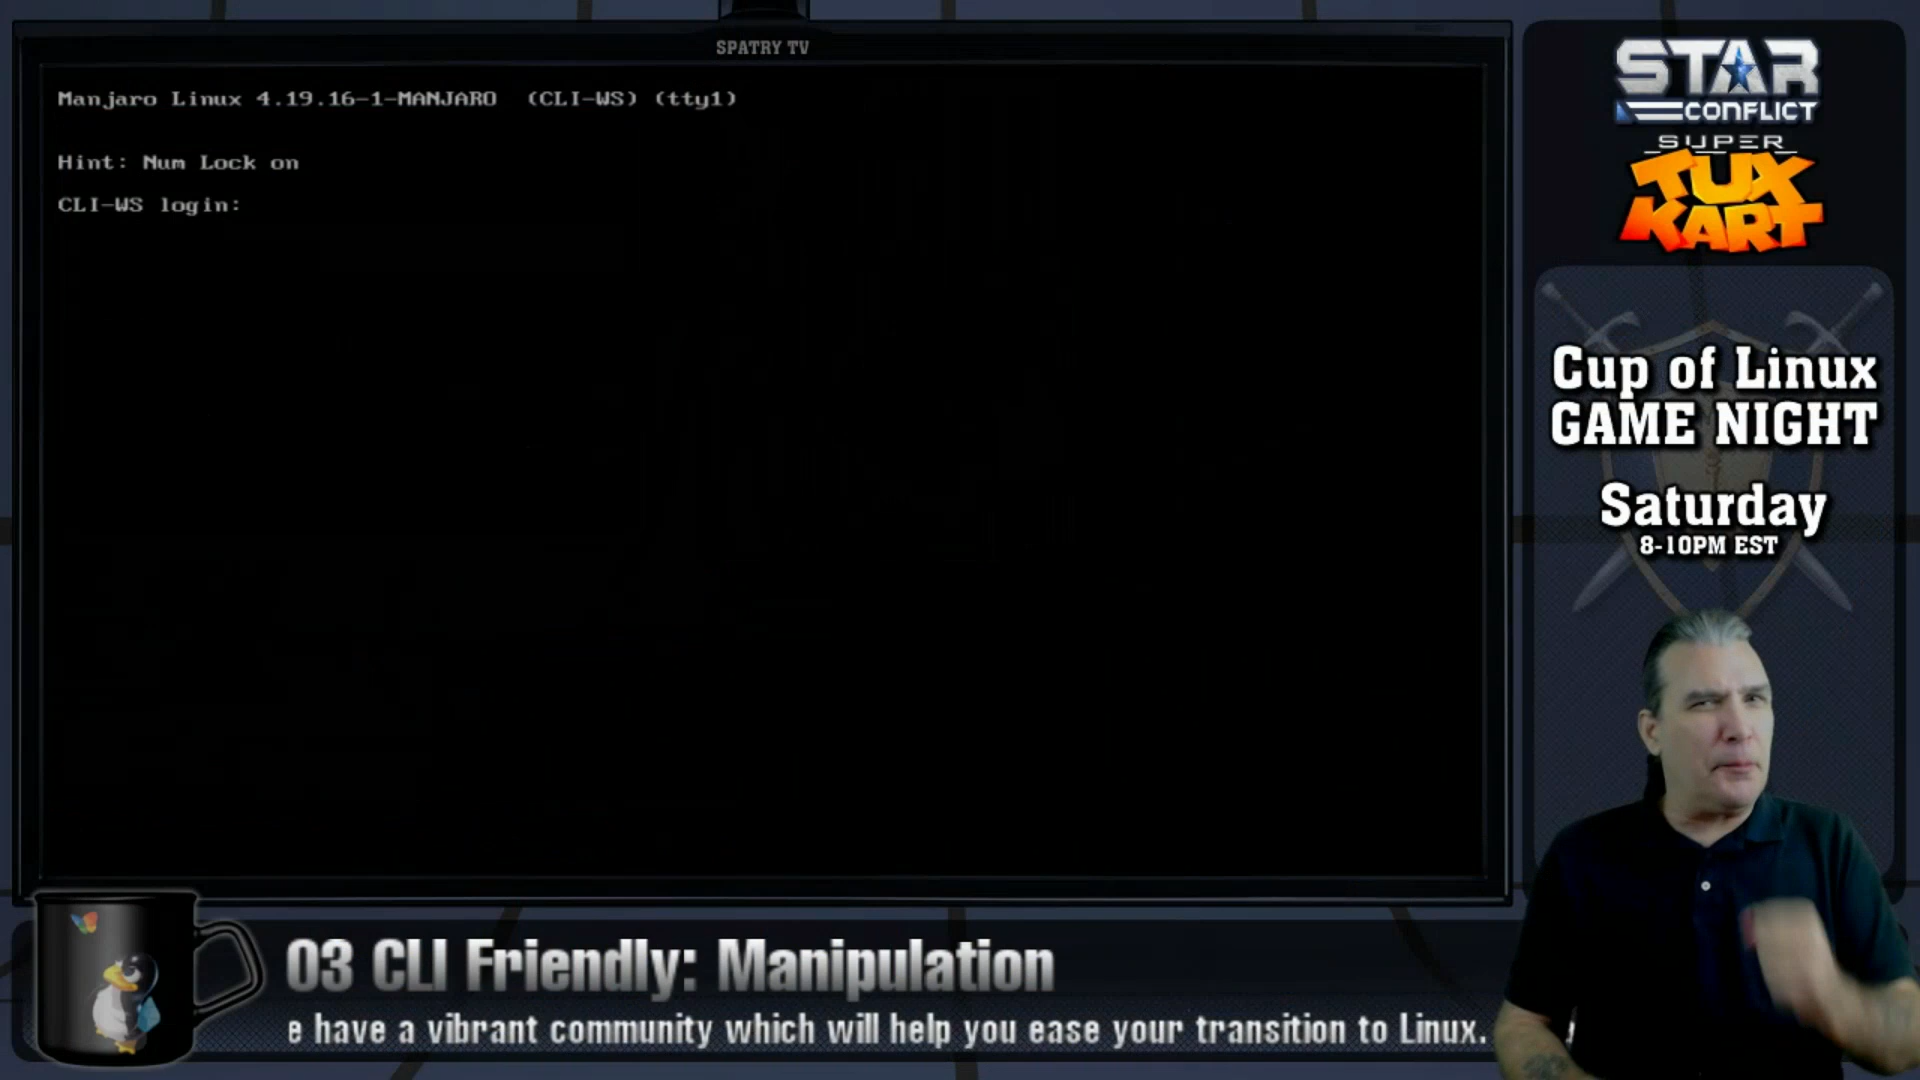 SPATRY TV
Manjaro Linux 4.19.16-1-MANJARO (CLI-WS) (tty1)
Hint: Num Lock on
CLI-WS login:
STAR
CONFLICT
SUPER
TUX
KART
Cup of Linux
GAME NIGHT
Saturday
8-10PM EST
03 CLI Friendly: Manipulation
e have a vibrant community which will help you ease your transition to Linux.